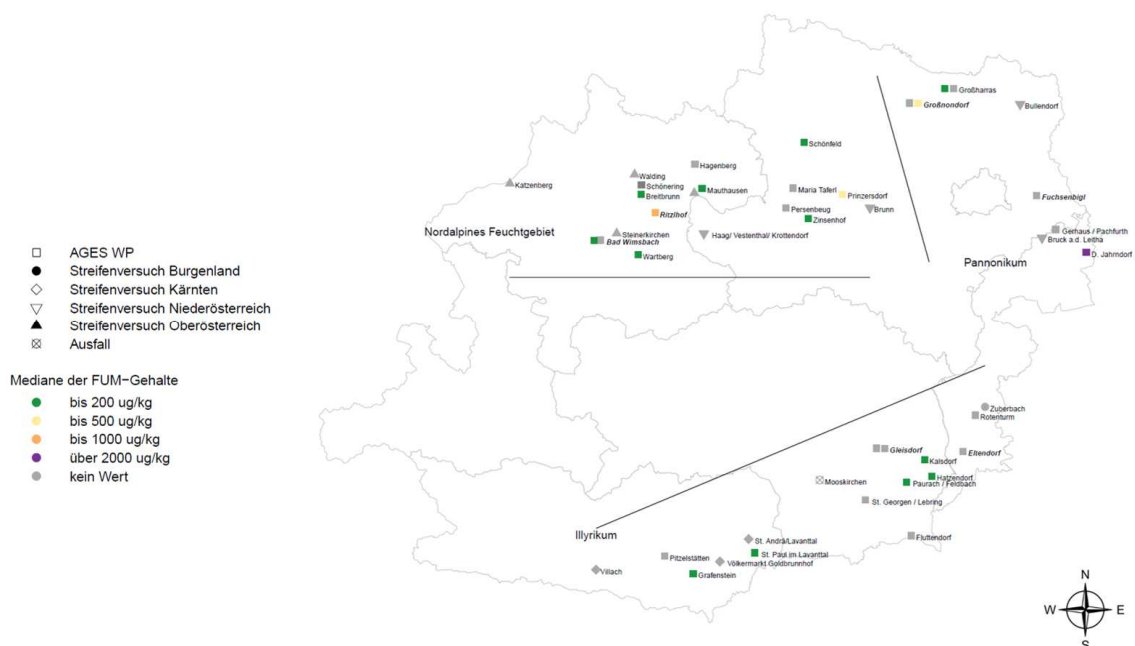 Großharras
Großnondorf
Bullendorf
Schönfeld
Hagenberg
Walding
Katzenberg
Schönering
Breitbrunn
Mauthausen
Maria Taferl
Prinzersdorf
Fuchsenbigl
Ritzlhof
Persenbeug
Brunn
Zinsenhof
Nordalpines Feuchtgebiet
Steinerkirchen
Haag/ Vestenthal/ Krottendorf
Bad Wimsbach
Wartberg
Gerhaus / Pachfurth
Bruck a.d. Leitha
D. Jahrndorf
Pannonikum
AGES WP
Streifenversuch Burgenland
Streifenversuch Kärnten
Streifenversuch Niederösterreich
Streifenversuch Oberösterreich
Ausfall
Mediane der FUM-Gehalte
bis 200 ug/kg
bis 500 ug/kg
bis 1000 ug/kg
über 2000 ug/kg
kein Wert
Zuberbach
Rotenturm
Gleisdorf
Eltendorf
Kalsdorf
Hatzendorf
Mooskirchen
Paurach / Feldbach
St. Georgen / Lebring
Illyrikum
Fluttendorf
St. Andrä/Lavanttal
Pitzelstätten
St. Paul im Lavanttal
Völkermarkt Goldbrunnhof
Villach
Grafenstein
N
W
E
S